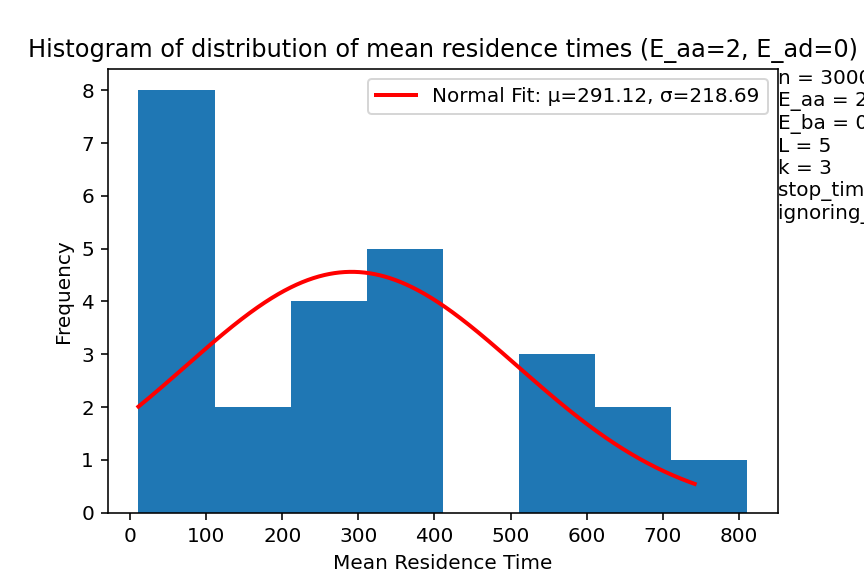 Histogram of distribution of mean residence times (E_aa=2, E_ad=0)
Normal Fit: μ=291.12, σ=218.69
n = 3000
E_aa = 2
E_ba = 0
L = 5
k = 3
stop_tim
ignoring_
Frequency
8
7
6
5
4
3
2
1
0
0 100 200 300 400 500 600 700 800
Mean Residence Time